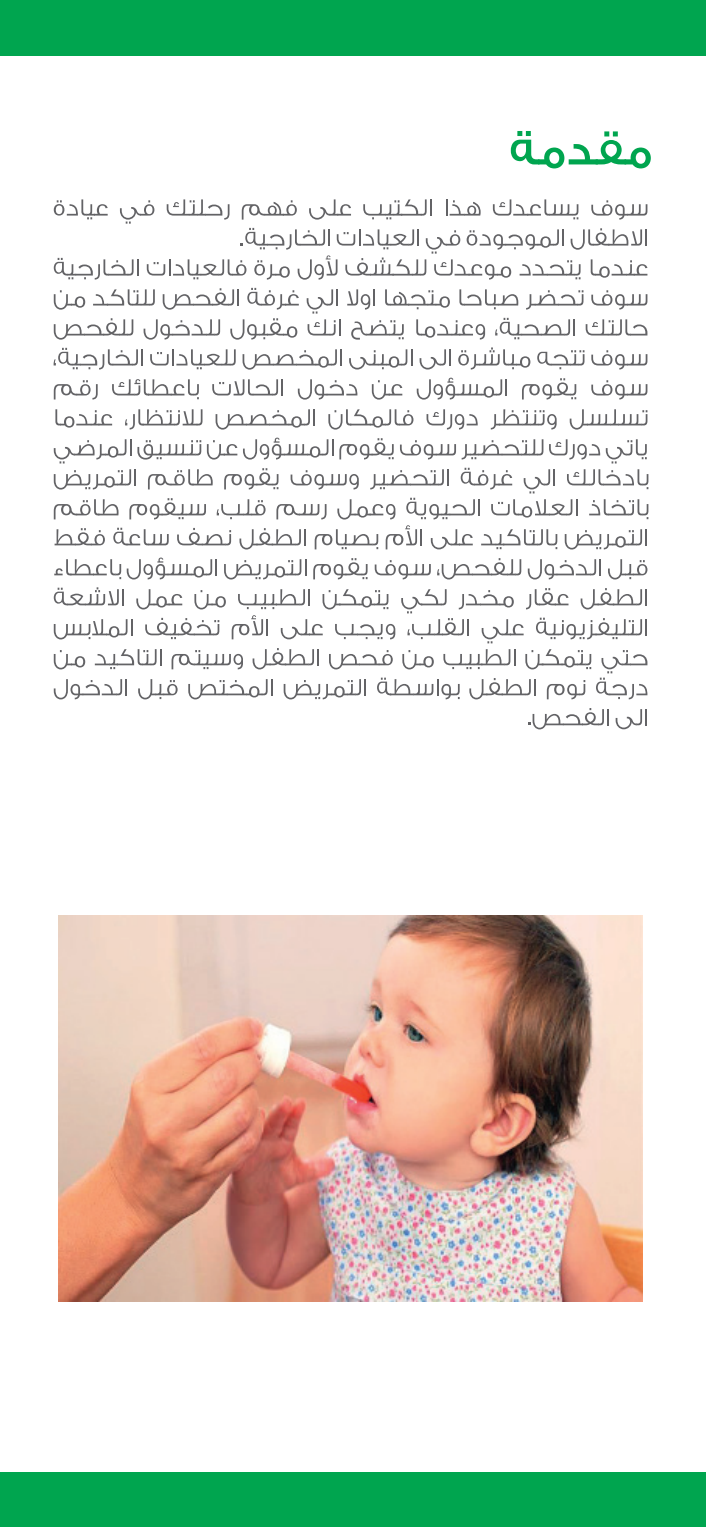 مقدمة
سوف يساعدك هذا الكتيب على فهم رحلتك في عيادة
الاطفال الموجودة في العيادات الخارجية.
عندما يتحدد موعدك للكشف لأول مرة فالعيادات الخارجية
سوف تحضر صباحا متجها اولا الي غرفة الفحص للتاكد من
حالتك الصحية، وعندما يتضح انك مقبول للدخول للفحص
سوف تتجه مباشرة الى المبنى المخصص للعيادات الخارجية،
سوف يقوم المسؤول عن دخول الحالات باعطائك رقم
تسلسل وتنتظر دورك فالمكان المخصص للانتظار، عندما
ياتي دورك للتحضير سوف يقوم المسؤول عن تنسيق المرضي
بادخالك الي غرفة التحضير وسوف يقوم طاقم التمريض
باتخاذ العلامات الحيوية وعمل رسم قلب، سيقوم طاقم
التمريض بالتاكيد على الأم بصيام الطفل نصف ساعة فقط
قبل الدخول للفحص، سوف يقوم التمريض المسؤول باعطاء
الطفل عقار مخدر لكي يتمكن الطبيب من عمل الاشعة
التليفزيونية علي القلب، ويجب على الأم تخفيف الملابس
حتي يتمكن الطبيب من فحص الطفل وسيتم التاكيد من
درجة نوم الطفل بواسطة التمريض المختص قبل الدخول
الى الفحص.